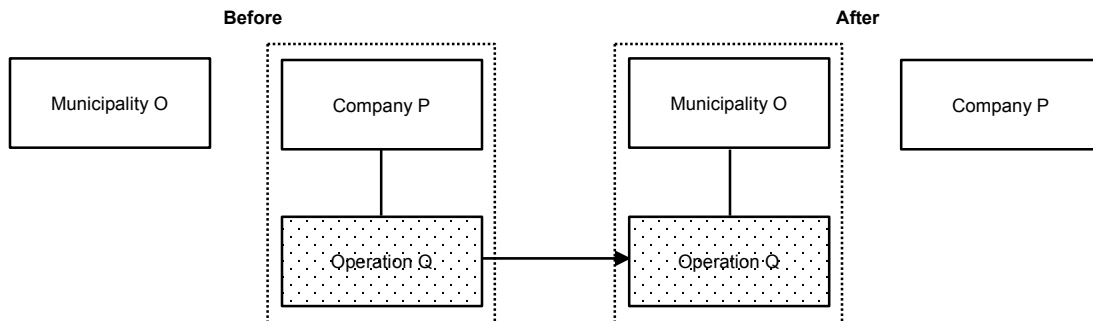 Before
After
Municipality O
Company P
Municipality O
Company P
Operation Q
Operation Q